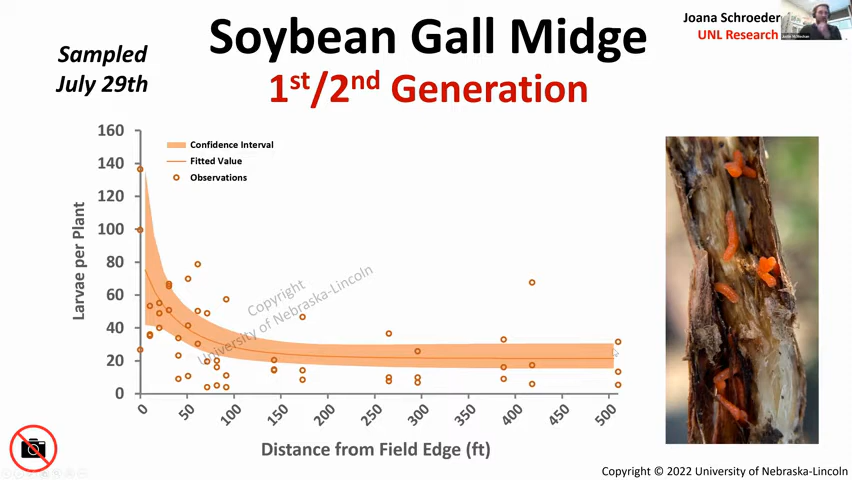 Joana Schroeder
UNL Research
Soybean Gall Midge
1st/2nd Generation
Sampled
July 29th
Confidence Interval
Fitted Value
Observations
Larvae per Plant
160
140
120
100
80
60
40
20
0
0
50
100
150
200
250
300
350
400
450
500
Distance from Field Edge (ft)
Copyright
University of Nebraska-Lincoln
Copyright © 2022 University of Nebraska-Lincoln